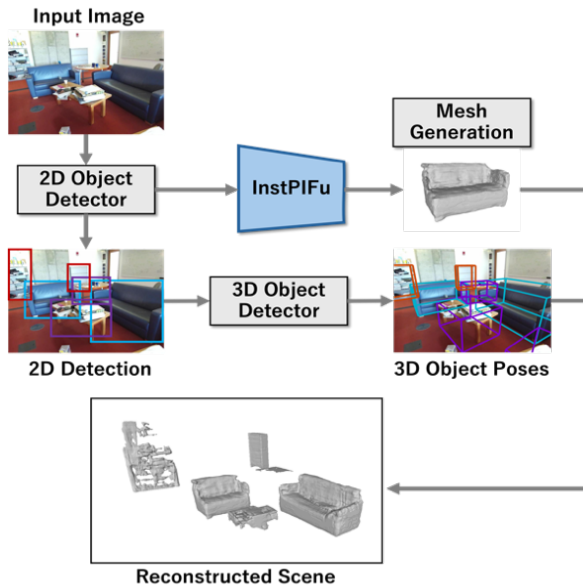 Input Image
2D Object
Detector
InstPIFu
Mesh
Generation
2D Detection
3D Object
Detector
3D Object Poses
Reconstructed Scene